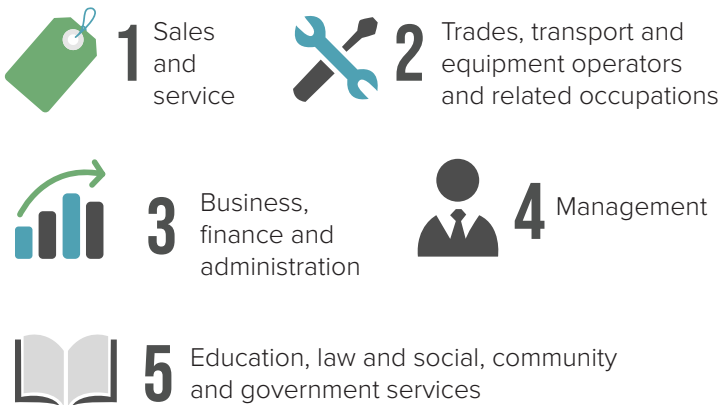 1 Sales
and
service
2 Trades, transport and
equipment operators
and related occupations
3 Business,
finance and
administration
4 Management
5 Education, law and social, community
and government services